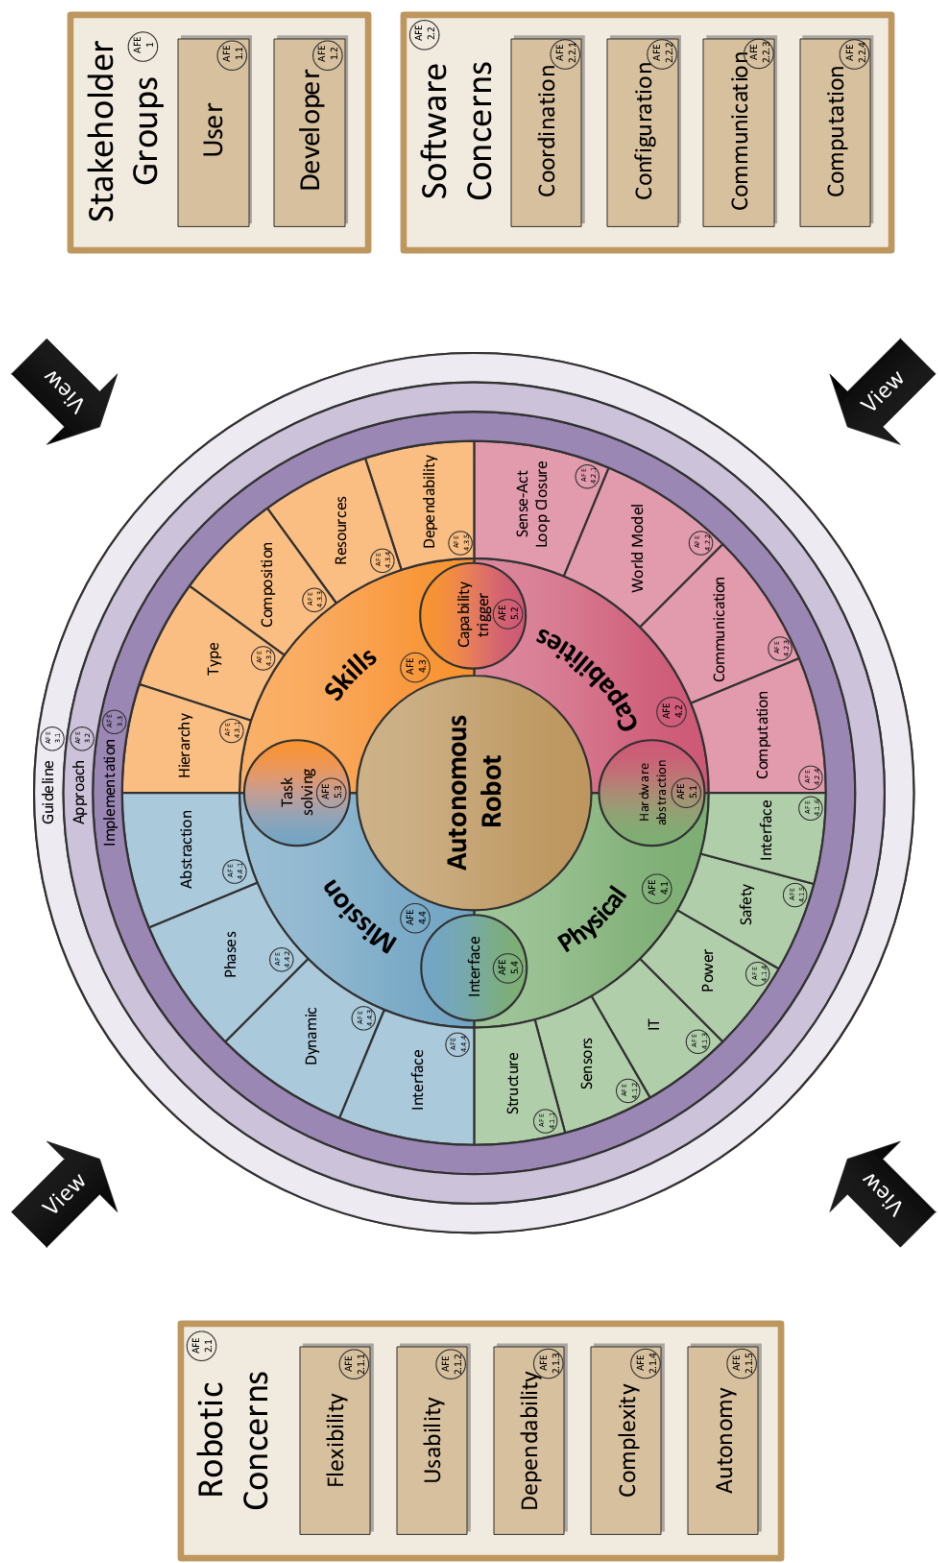 Robotic
Concerns
AFE
2.1
Flexibility
AFE
2.1.1
Usability
AFE
2.1.2
Dependability
AFE
2.1.3
Complexity
AFE
2.1.4
Autonomy
AFE
2.1.5
View
View
View
View
Guideline
AFE
3.1
Approach
AFE
3.2
Implementation
AFE
3.3
Autonomous
Robot
Mission
AFE
4.4
Abstraction
AFE
4.4.1
Phases
AFE
4.4.2
Dynamic
AFE
4.4.3
Interface
AFE
4.4.4
Task
solving
AFE
5.3
Skills
AFE
4.3
Hierarchy
AFE
4.3.1
Type
AFE
4.3.2
Composition
AFE
4.3.3
Resources
AFE
4.3.4
Dependability
AFE
4.3.5
Capability
trigger
AFE
5.2
Capabilities
AFE
4.2
Sense-Act
Loop Closure
AFE
4.2.1
World Model
AFE
4.2.2
Communication
AFE
4.2.3
Computation
AFE
4.2.4
Hardware
abstraction
AFE
5.1
Physical
AFE
4.1
Structure
AFE
4.1.1
Sensors
AFE
4.1.2
IT
AFE
4.1.3
Power
AFE
4.1.4
Safety
AFE
4.1.5
Interface
AFE
4.1.6
Interface
AFE
5.4
Stakeholder
Groups
AFE
1
User
AFE
1.1
Developer
AFE
1.2
Software
Concerns
AFE
2.2
Coordination
AFE
2.2.1
Configuration
AFE
2.2.2
Communication
AFE
2.2.3
Computation
AFE
2.2.4